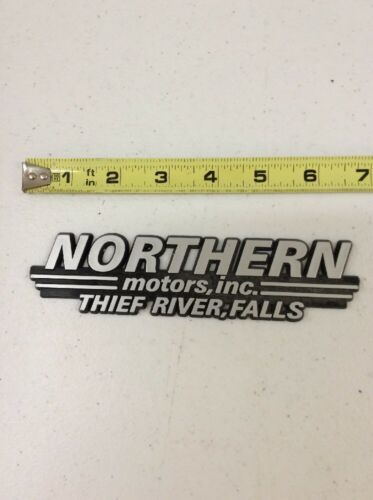 1 ft in 2 3 4 5 6 7
NORTHERN
motors, inc.
THIEF RIVER, FALLS